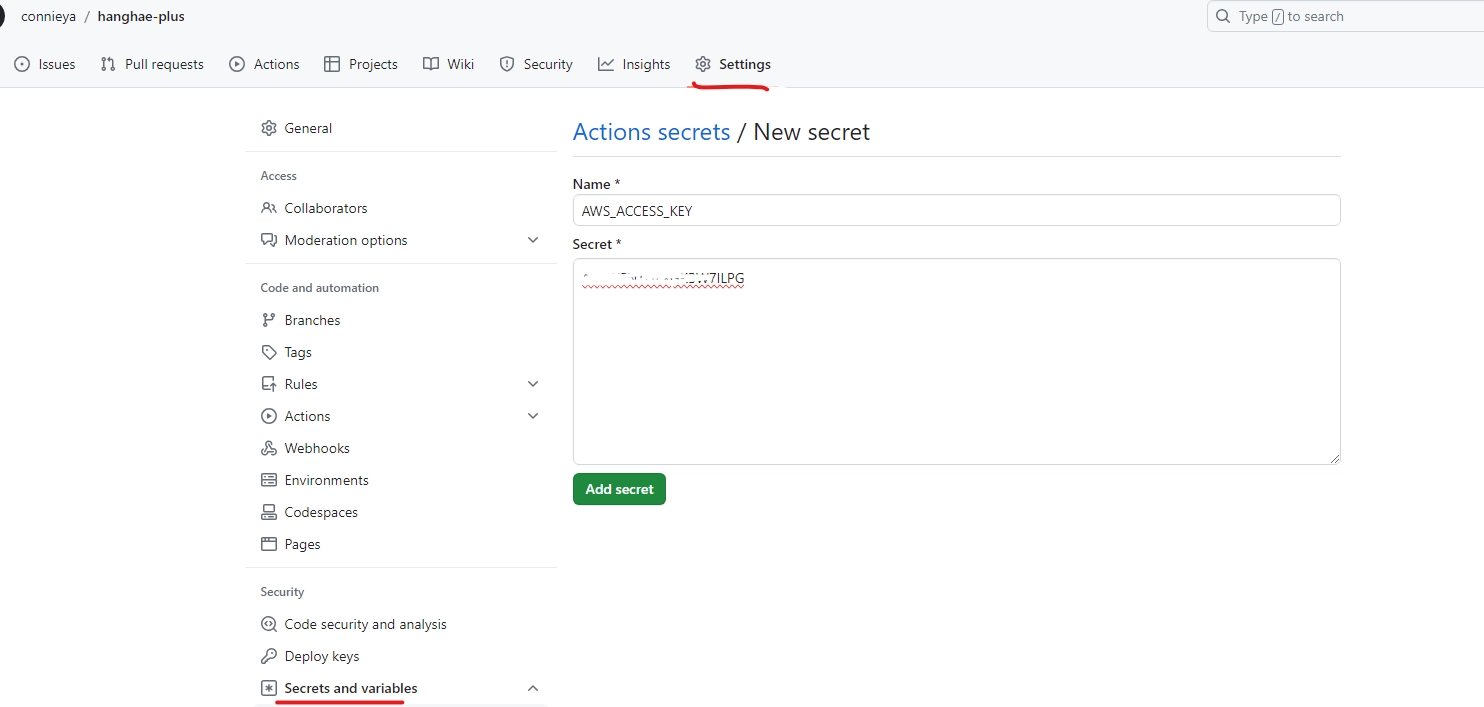 connieya / hanghae-plus
Type / to search
Issues Pull requests Actions Projects Wiki Security Insights Settings
General
Access
Collaborators
Moderation options
Code and automation
Branches
Tags
Rules
Actions
Webhooks
Environments
Codespaces
Pages
Security
Code security and analysis
Deploy keys
Secrets and variables
Actions secrets / New secret
Name *
AWS_ACCESS_KEY
Secret *
Add secret